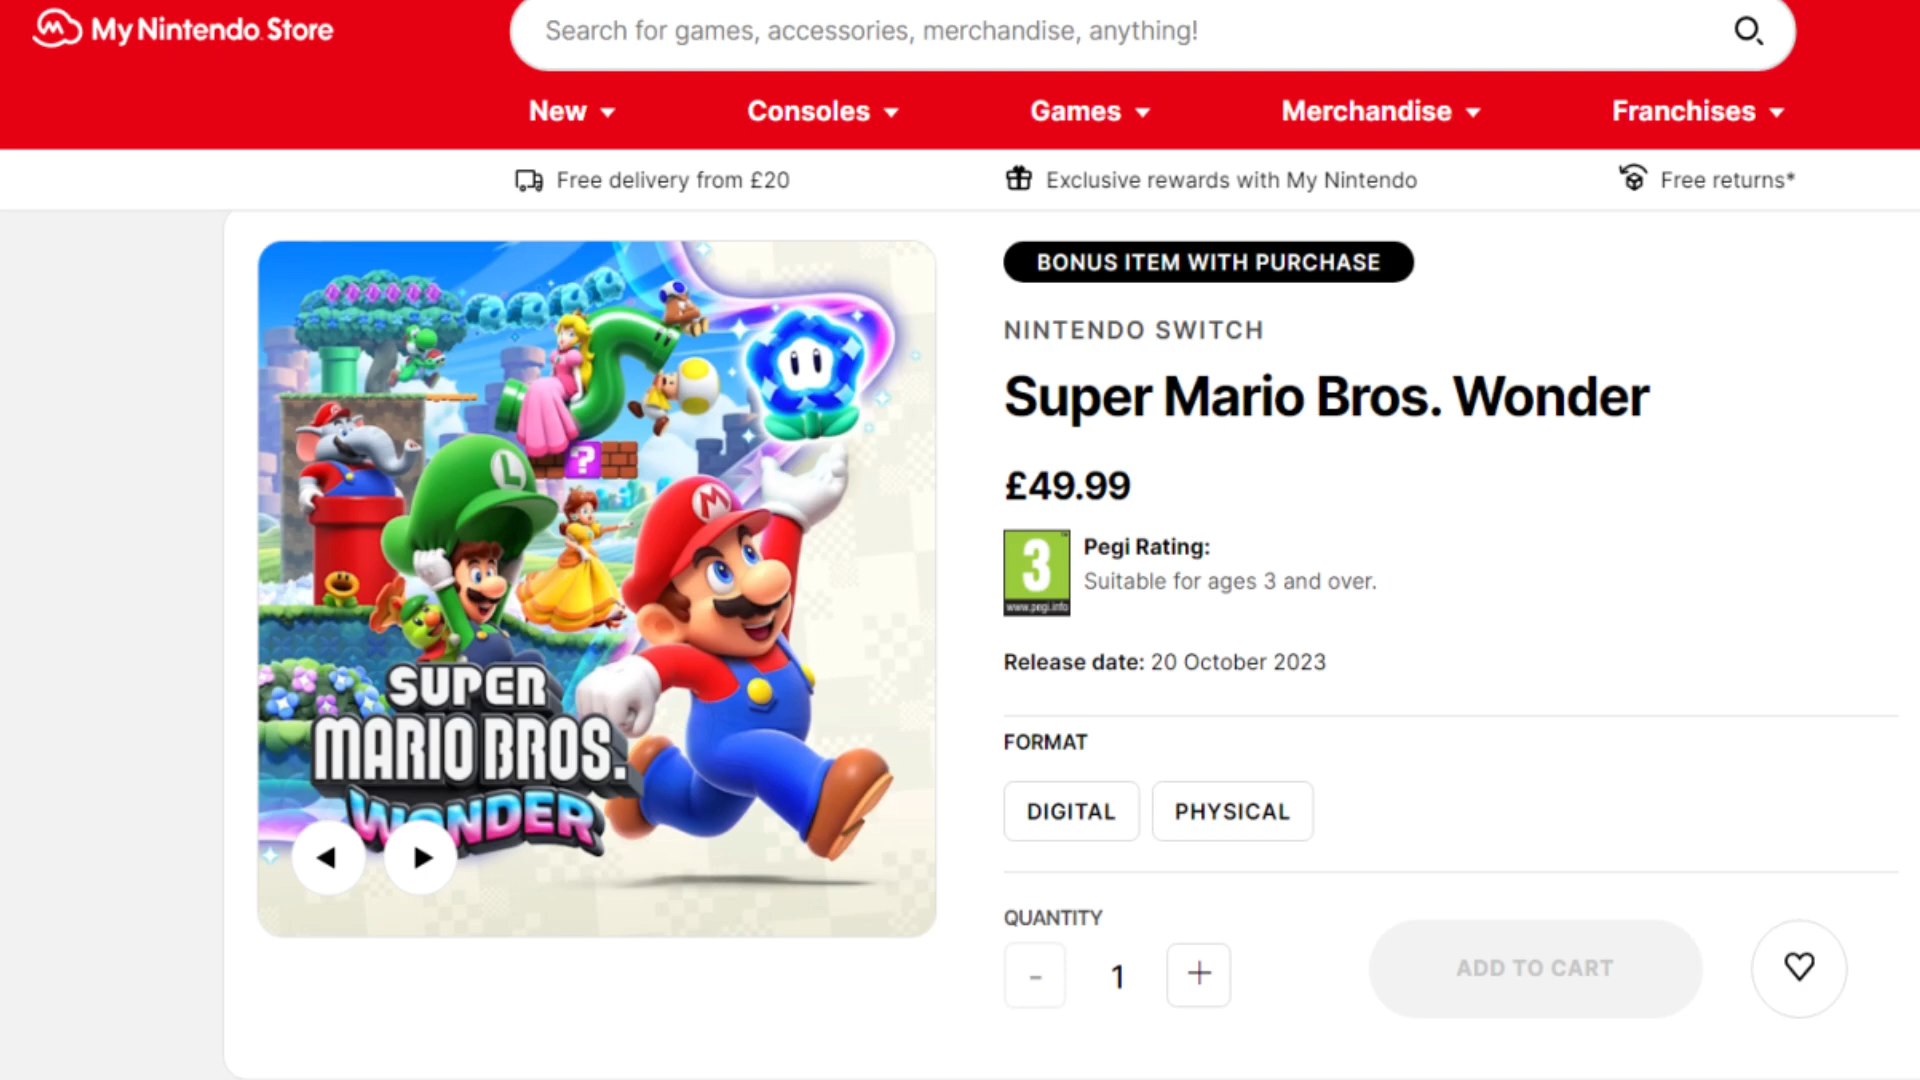 My Nintendo Store
Search for games, accessories, merchandise, anything!
New
Consoles
Games
Merchandise
Franchises
Free delivery from £20
Exclusive rewards with My Nintendo
Free returns*
BONUS ITEM WITH PURCHASE
NINTENDO SWITCH
Super Mario Bros. Wonder
£49.99
3
www.pegi.info
Pegi Rating:
Suitable for ages 3 and over.
Release date: 20 October 2023
FORMAT
DIGITAL
PHYSICAL
QUANTITY
- 1 +
ADD TO CART
?
L
M
SUPER
MARIO BROS.
WONDER